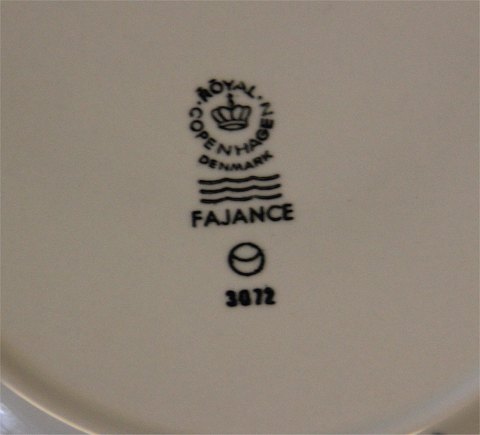 ROYAL
COPENHAGEN
DENMARK
FAJANCE
3072